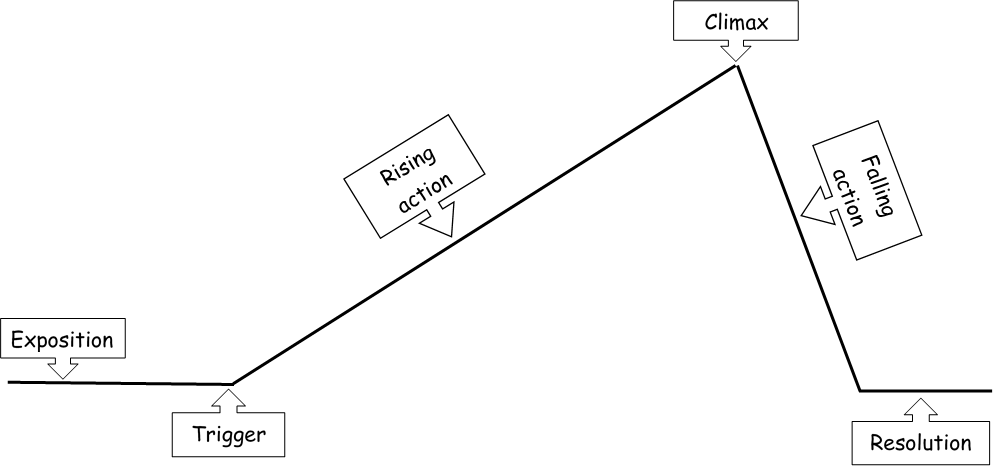 Climax
Rising
action
Falling
action
Exposition
Trigger
Resolution